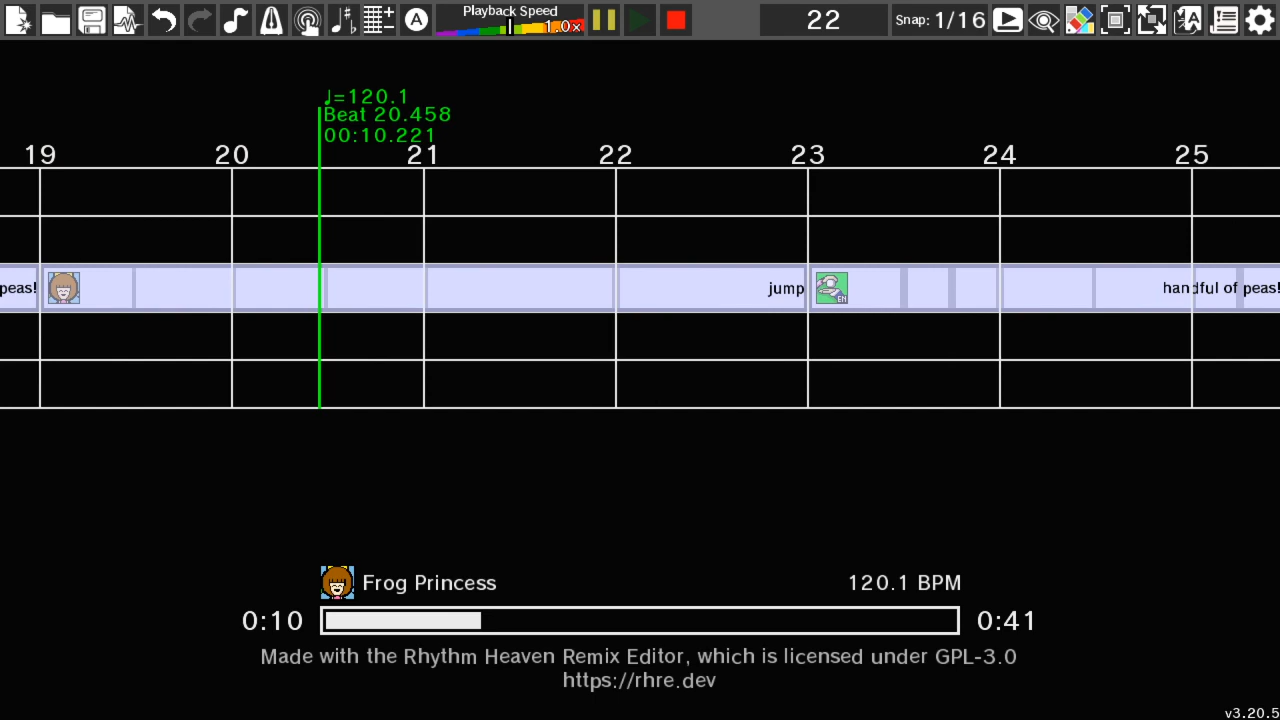 Playback Speed
1.0x
22
Snap: 1/16
A
A
♩=120.1
Beat 20.458
00:10.221
19 20 21 22 23 24 25
peas! jump EN handful of peas!
Frog Princess 120.1 BPM
0:10 0:41
Made with the Rhythm Heaven Remix Editor, which is licensed under GPL-3.0
https://rhre.dev
v3.20.5